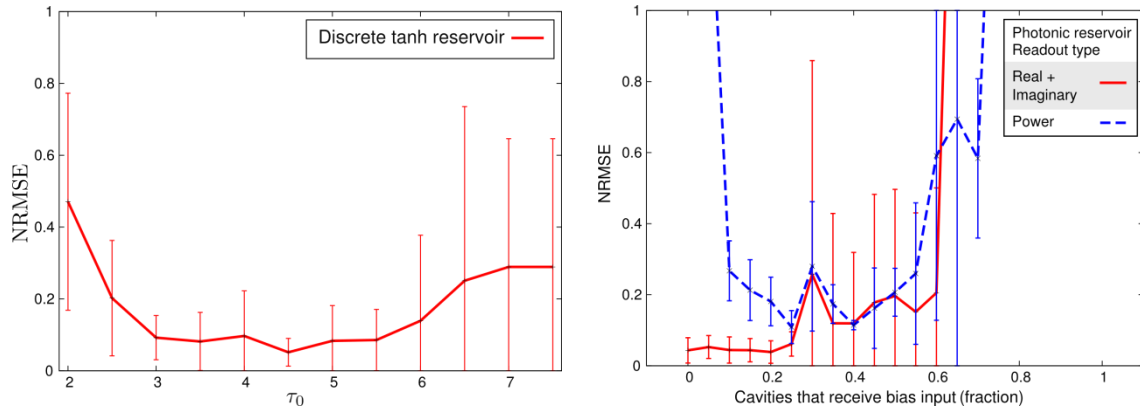 Discrete tanh reservoir
NRMSE
1
0.8
0.6
0.4
0.2
0
2
3
4
5
6
7
τ0
Photonic reservoir
Readout type
Real +
Imaginary
Power
NRMSE
1
0.8
0.6
0.4
0.2
0
0
0.2
0.4
0.6
0.8
1
Cavities that receive bias input (fraction)